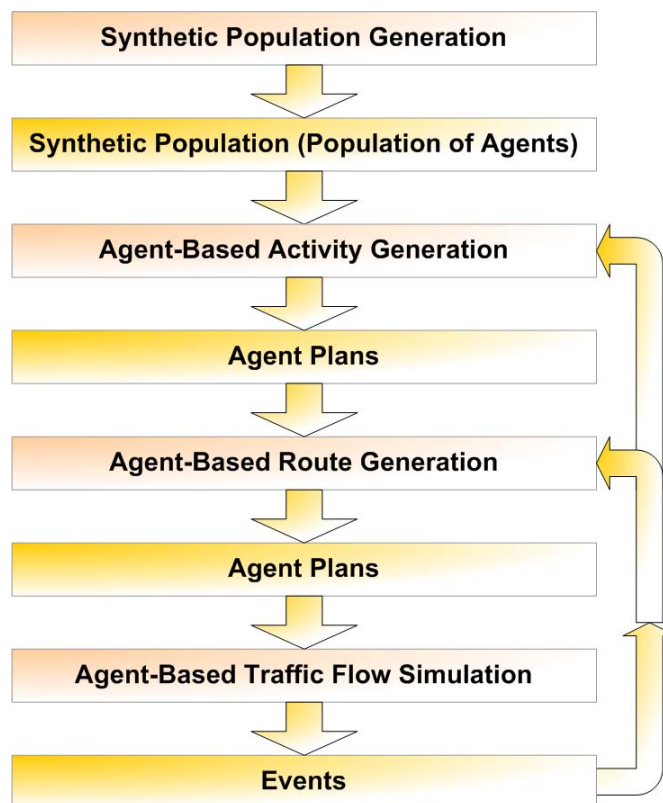 Synthetic Population Generation
Synthetic Population (Population of Agents)
Agent-Based Activity Generation
Agent Plans
Agent-Based Route Generation
Agent Plans
Agent-Based Traffic Flow Simulation
Events